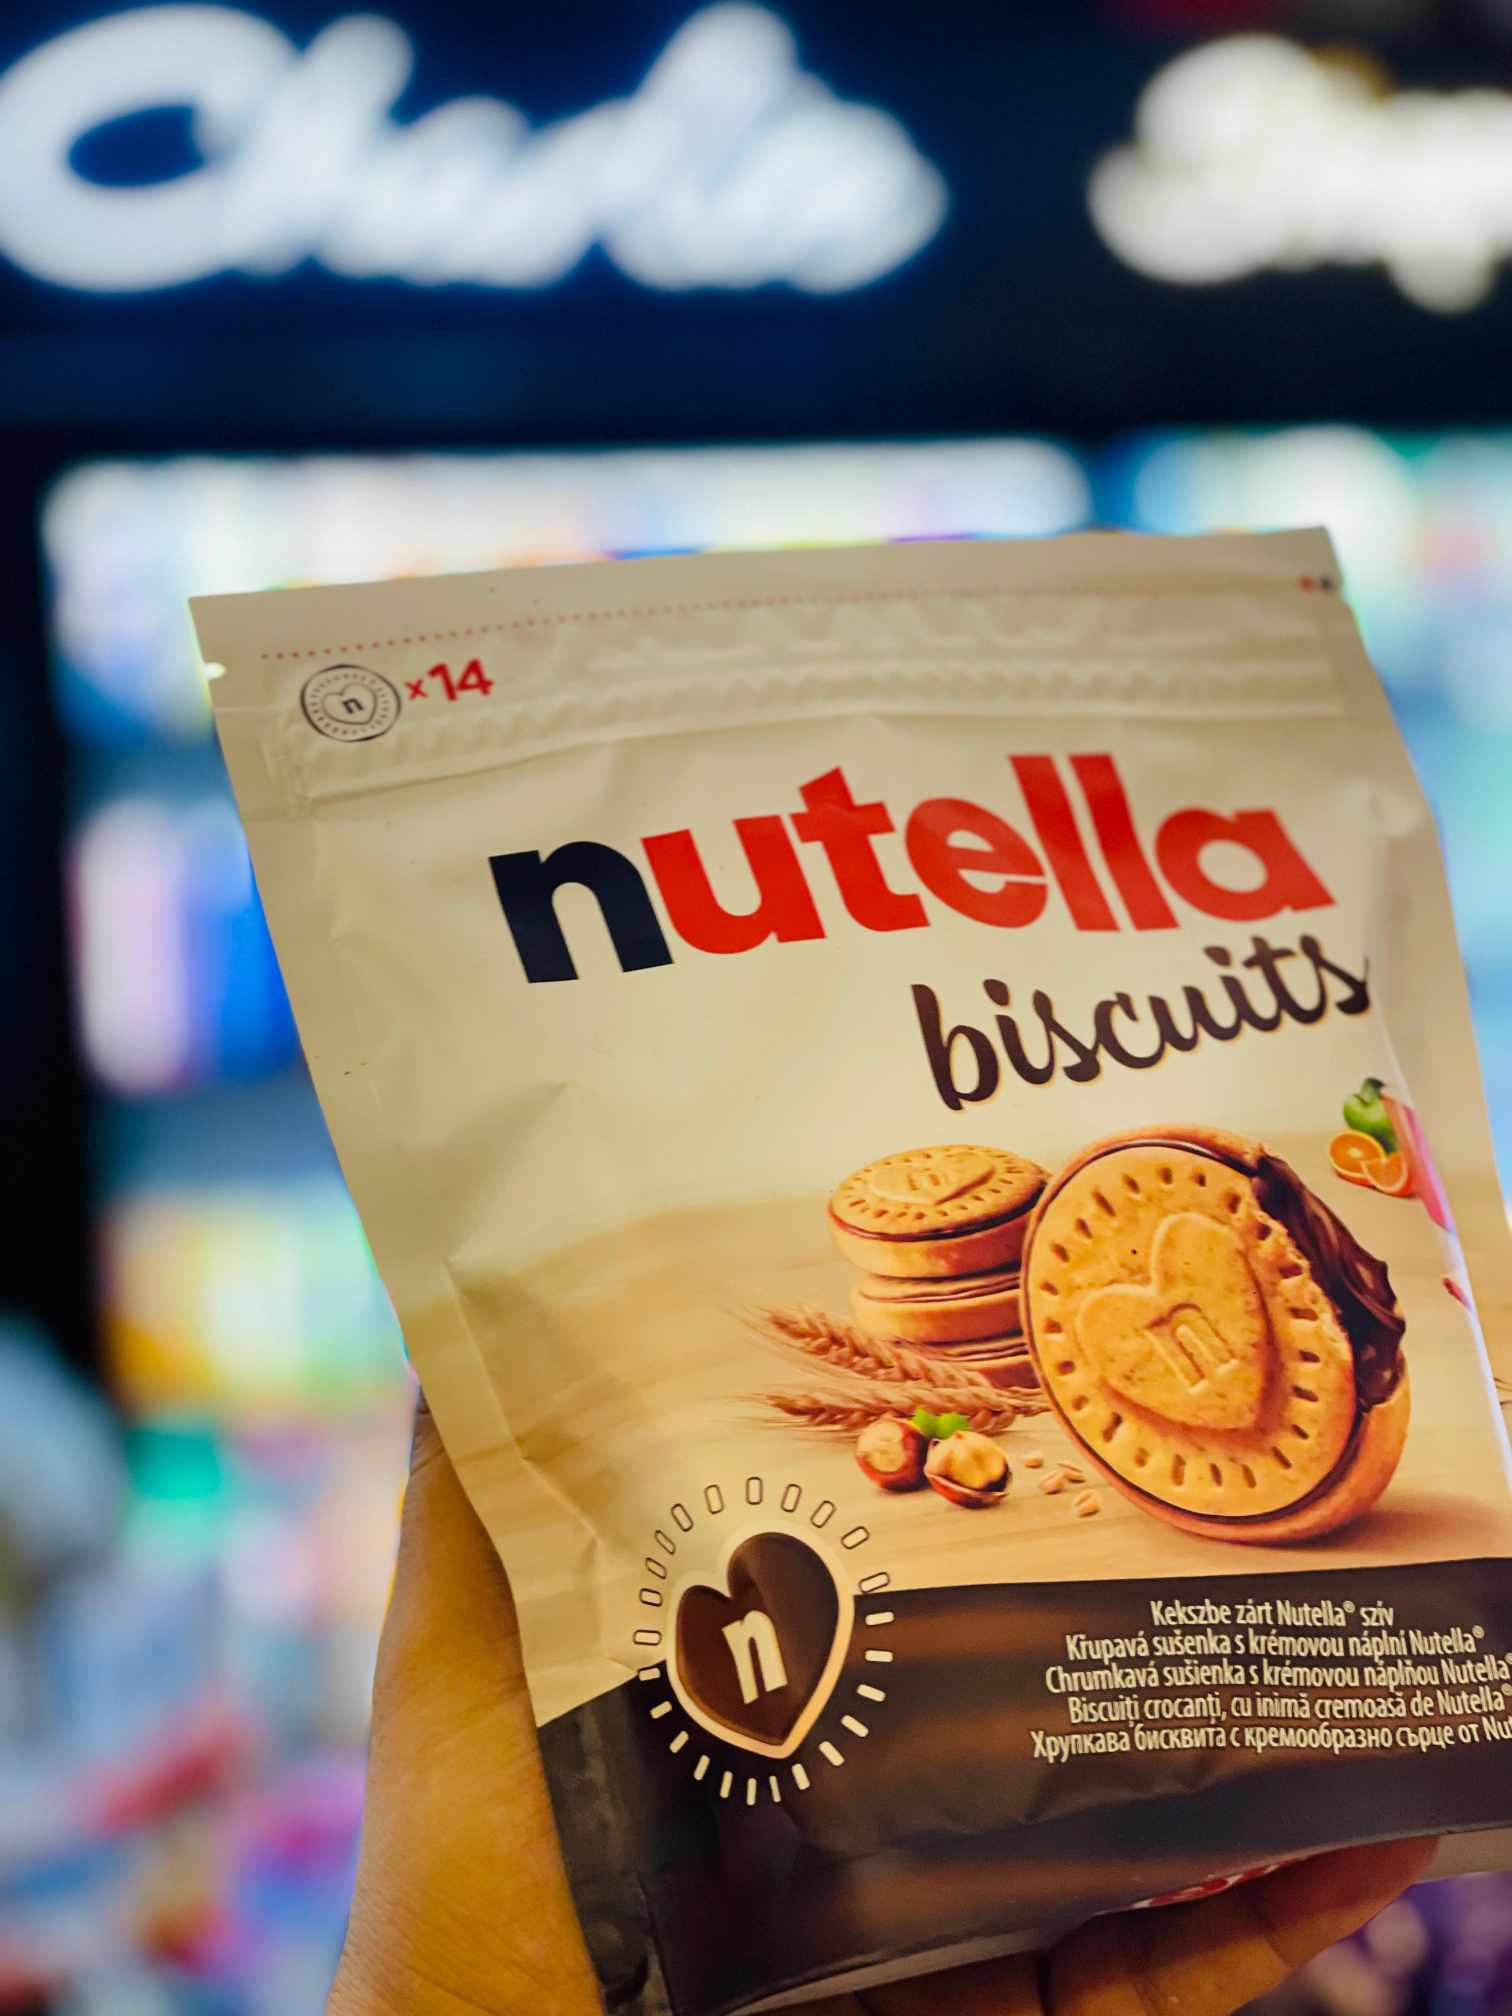 n x14
nutella
biscuits
n
n
n
Kekszbe zárt Nutella® szív
Křupavá sušenka s krémovou náplní Nutella®
Chrumkavá sušienka s krémovou náplňou Nutella®
Biscuiți crocanți, cu inimă cremoasă de Nutella®
Хрупкава бисквита с кремообразно сърце от